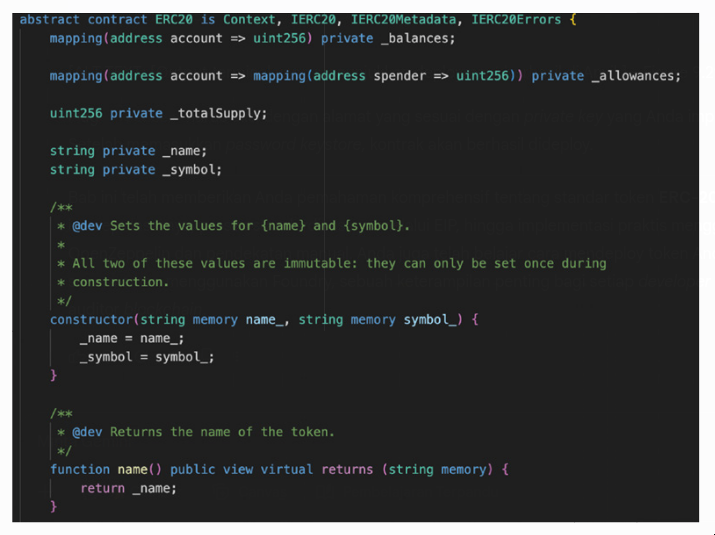 abstract contract ERC20 is Context, IERC20, IERC20Metadata, IERC20Errors {
mapping(address account => uint256) private _balances;
mapping(address account => mapping(address spender => uint256)) private _allowances;
uint256 private _totalSupply;
string private _name;
string private _symbol;
/**
* @dev Sets the values for {name} and {symbol}.
*
* All two of these values are immutable: they can only be set once during
* construction.
*/
constructor(string memory name_, string memory symbol_) {
_name = name_;
_symbol = symbol_;
}
/**
* @dev Returns the name of the token.
*/
function name() public view virtual returns (string memory) {
return _name;
}